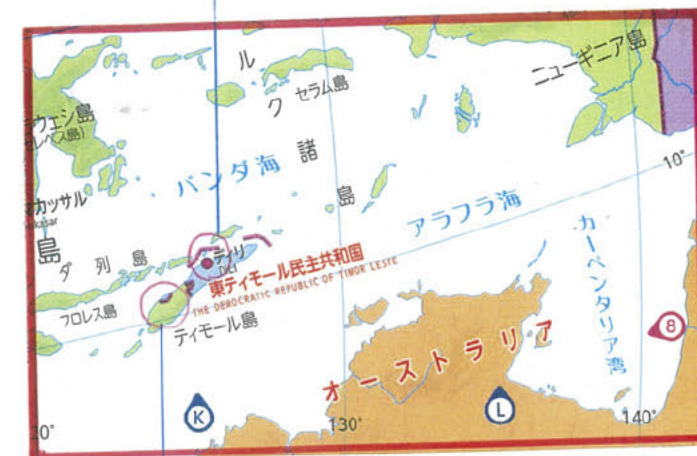 ル
ク
諸
島
セラム島
ニューギニア島
ウェシ島
レベス島)
バンダ海
カッサル
10°
アラフラ海
カーペンタリア湾
島
ダ列島
ディリ
DILI
東ティモール民主共和国
THE DEMOCRATIC REPUBLIC OF TIMOR LESTE
フロレス島
ティモール島
8
オーストラリア
K
L
20°
130°
140°